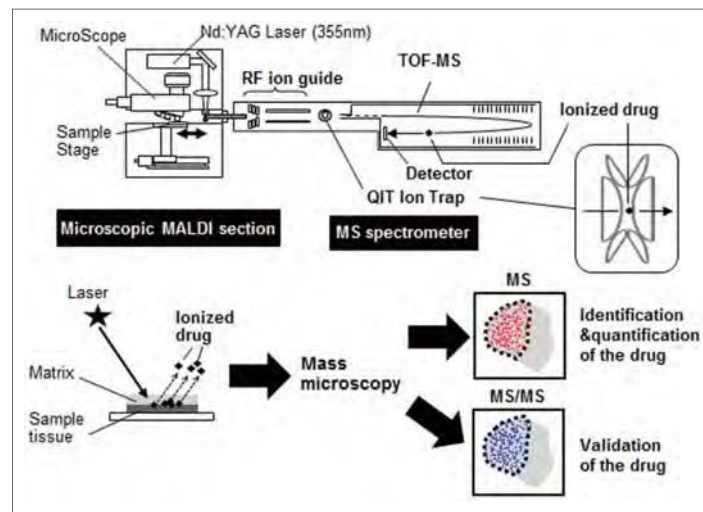 Nd:YAG Laser (355nm)
MicroScope
RF ion guide
TOF-MS
Ionized drug
Sample
Stage
Detector
QIT Ion Trap
Microscopic MALDI section
MS spectrometer
Laser
Ionized
drug
Matrix
Sample
tissue
Mass
microscopy
MS
Identification
&quantification
of the drug
MS/MS
Validation
of the drug